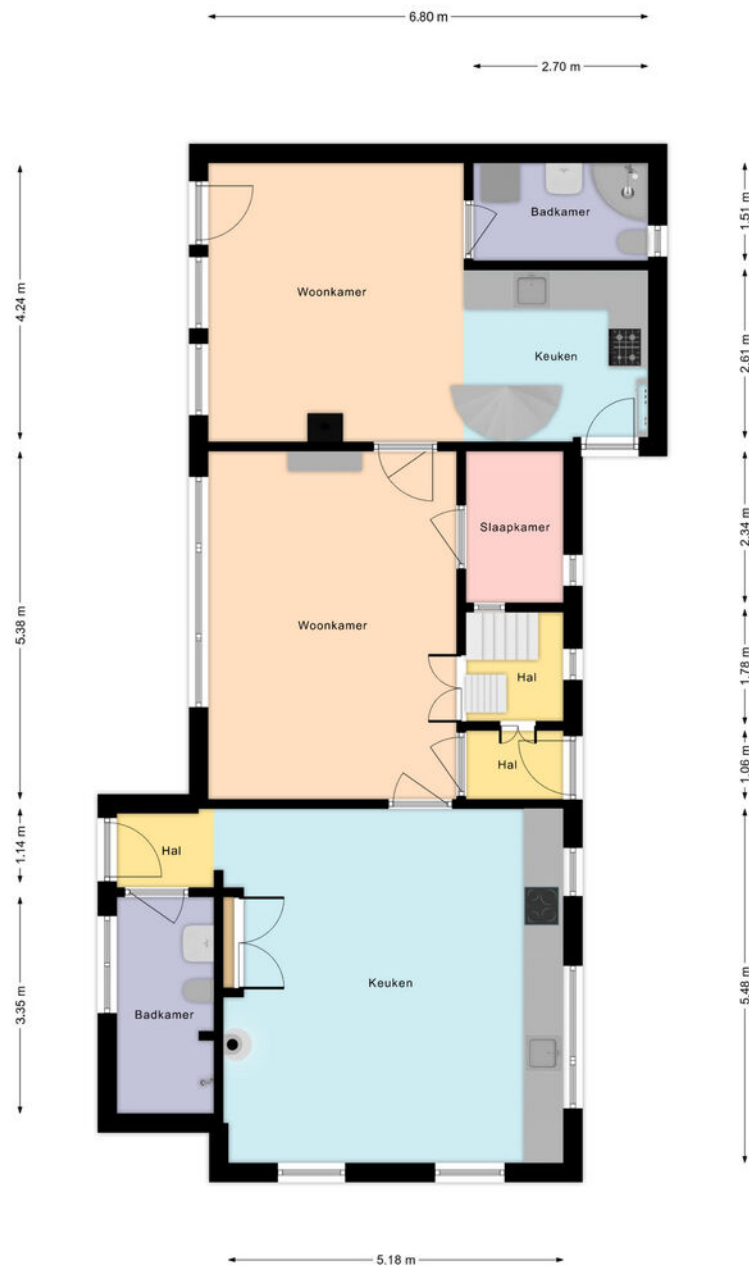 6.80 m
2.70 m
4.24 m
1.51 m
Badkamer
Woonkamer
2.61 m
Keuken
5.38 m
2.34 m
Slaapkamer
Woonkamer
1.78 m
Hal
1.06 m
Hal
1.14 m
Hal
3.35 m
Badkamer
Keuken
5.48 m
5.18 m